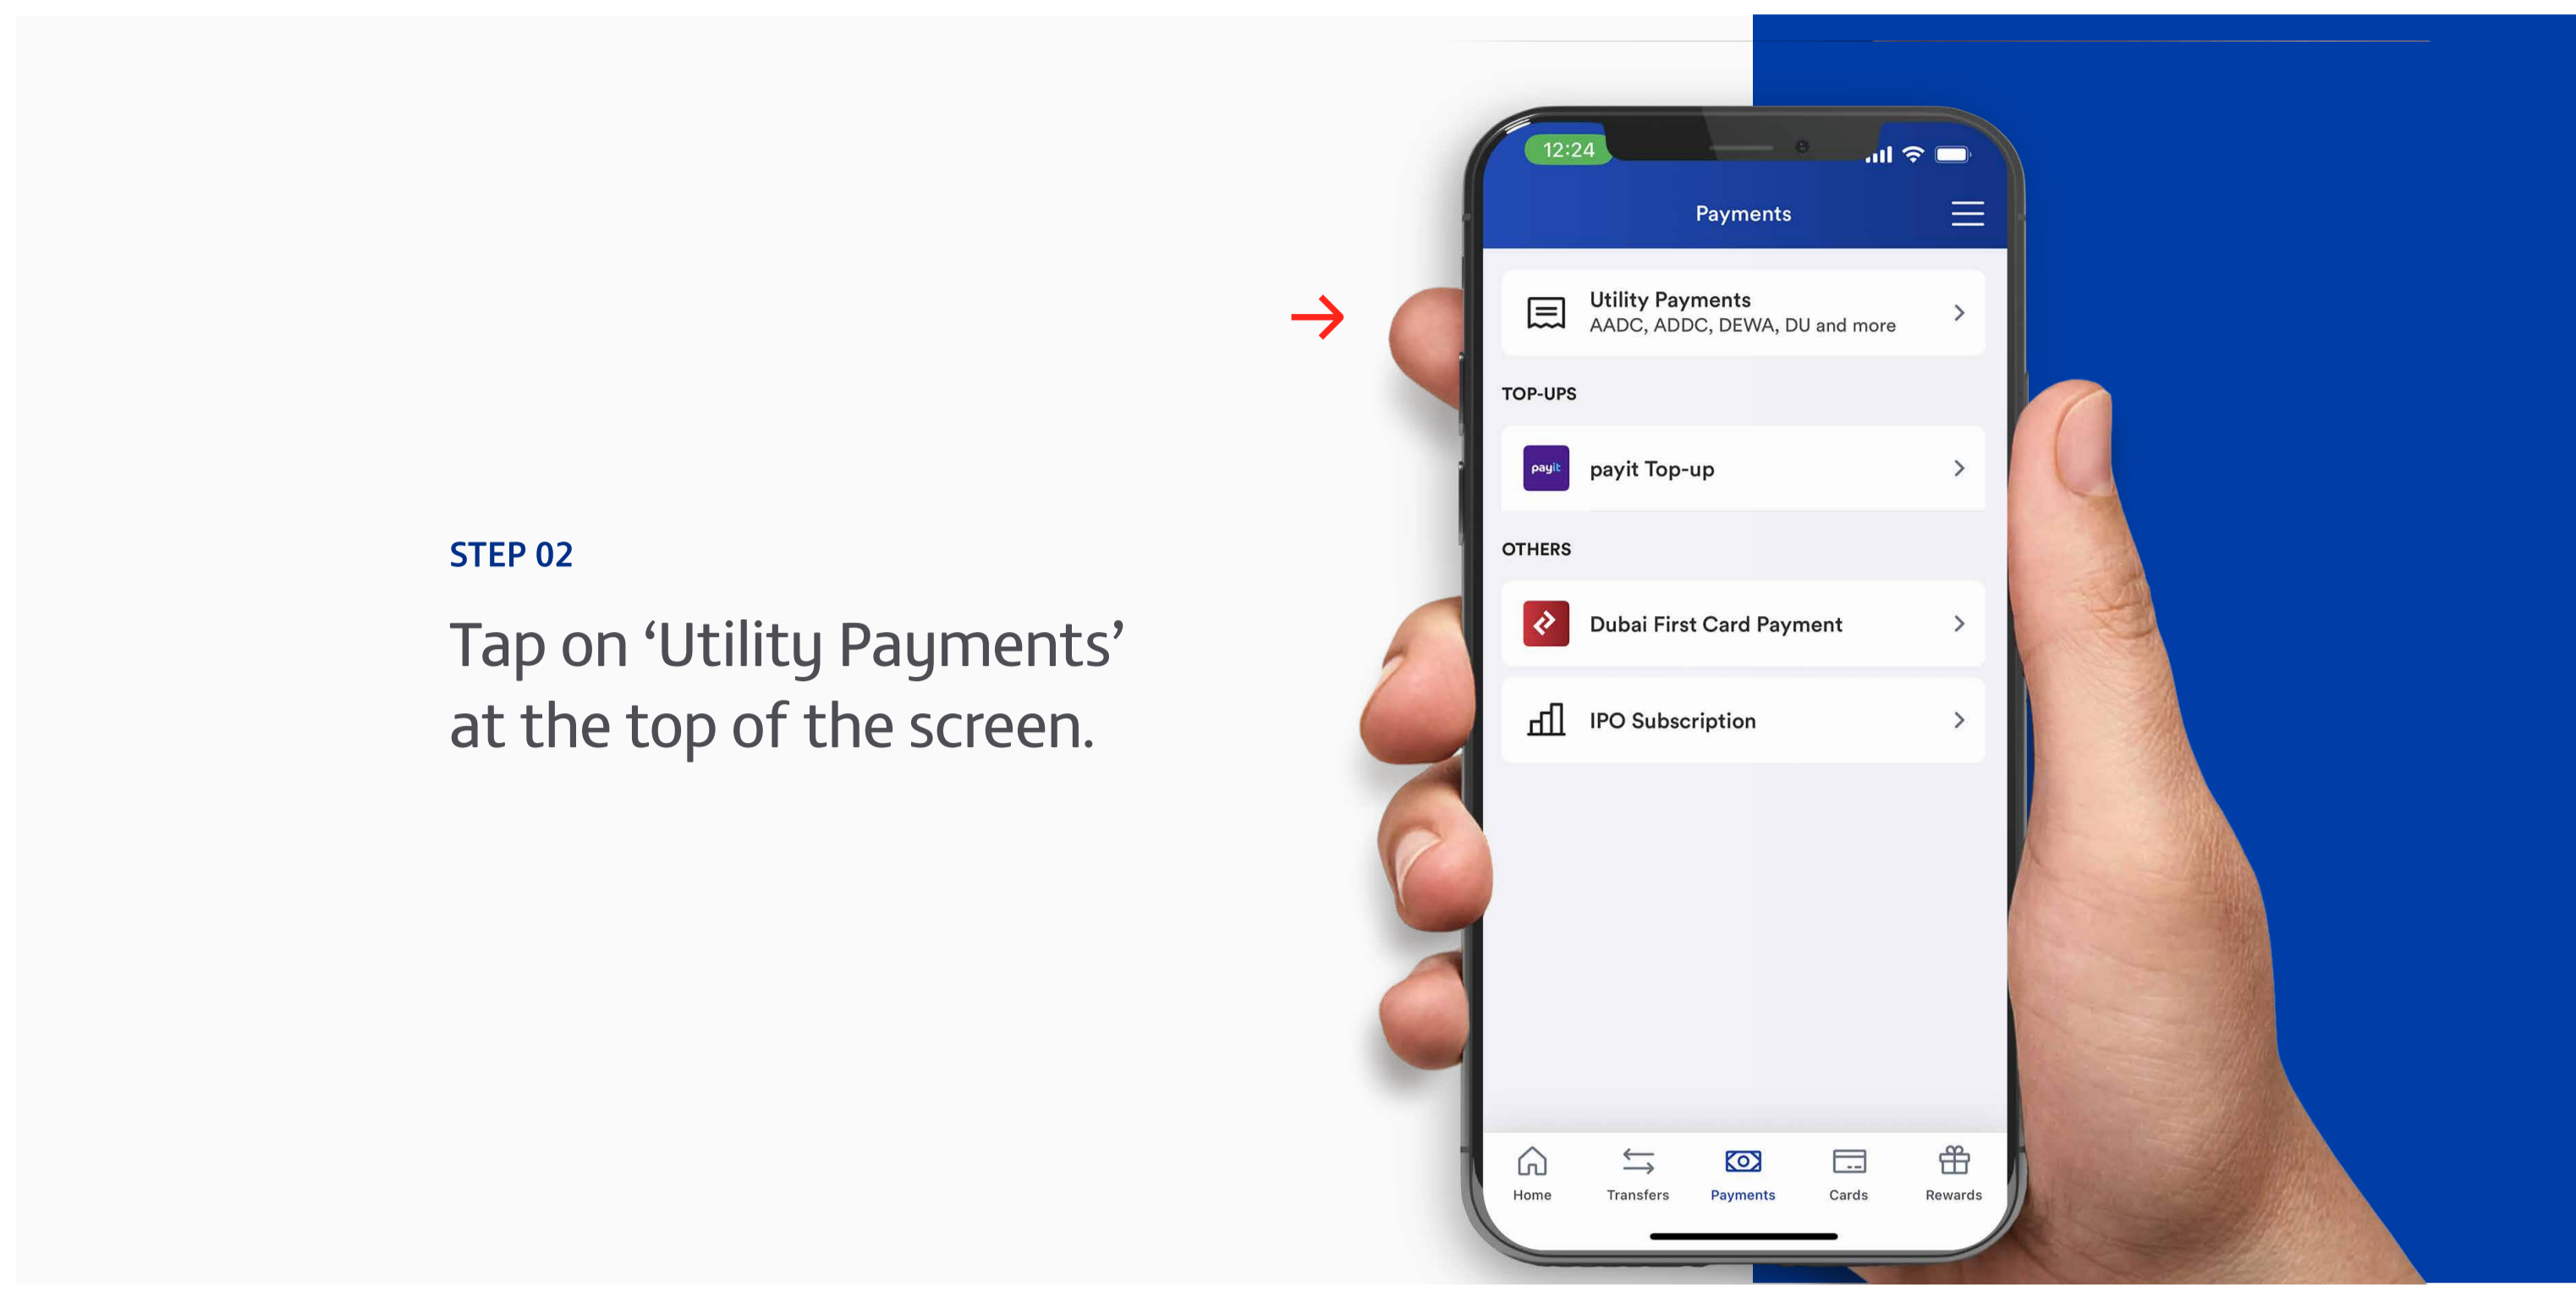 STEP 02
Tap on ‘Utility Payments’
at the top of the screen.
12:24
Payments
Utility Payments
AADC, ADDC, DEWA, DU and more
TOP-UPS
payit
payit Top-up
OTHERS
Dubai First Card Payment
IPO Subscription
Home
Transfers
Payments
Cards
Rewards